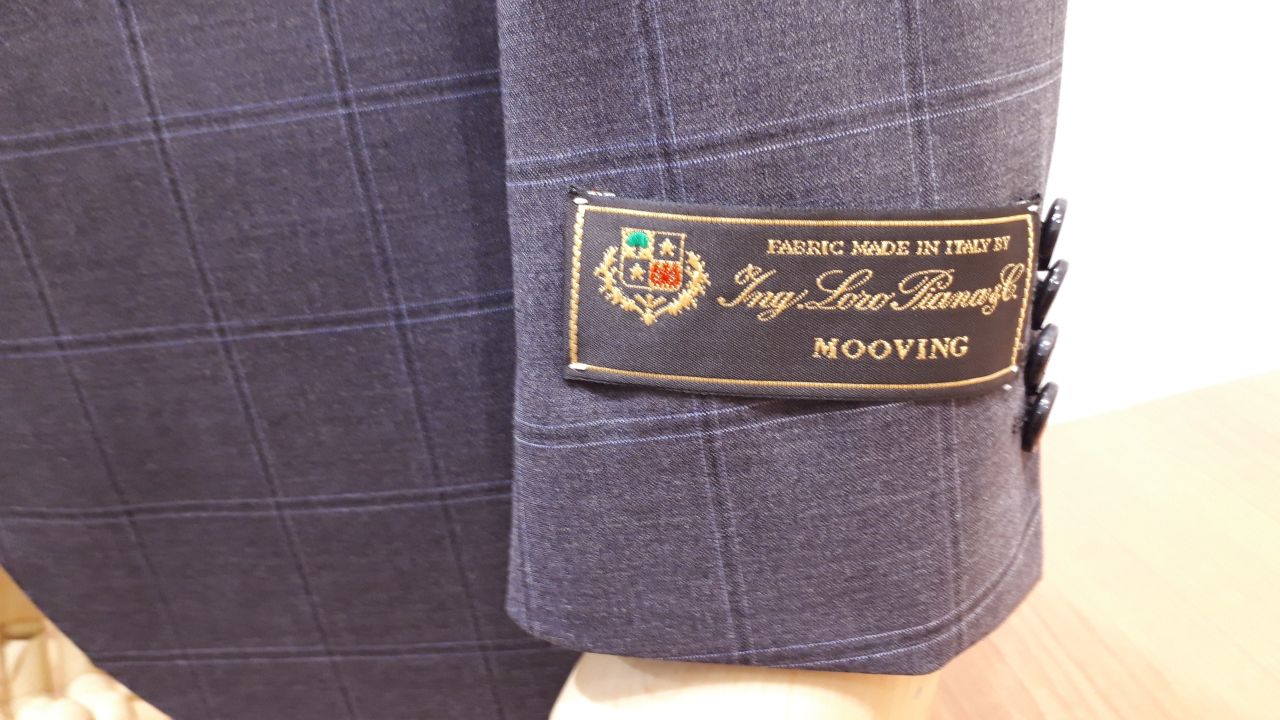 FABRIC MADE IN ITALY BY
Ing. Loro Piana & C.
MOOVING